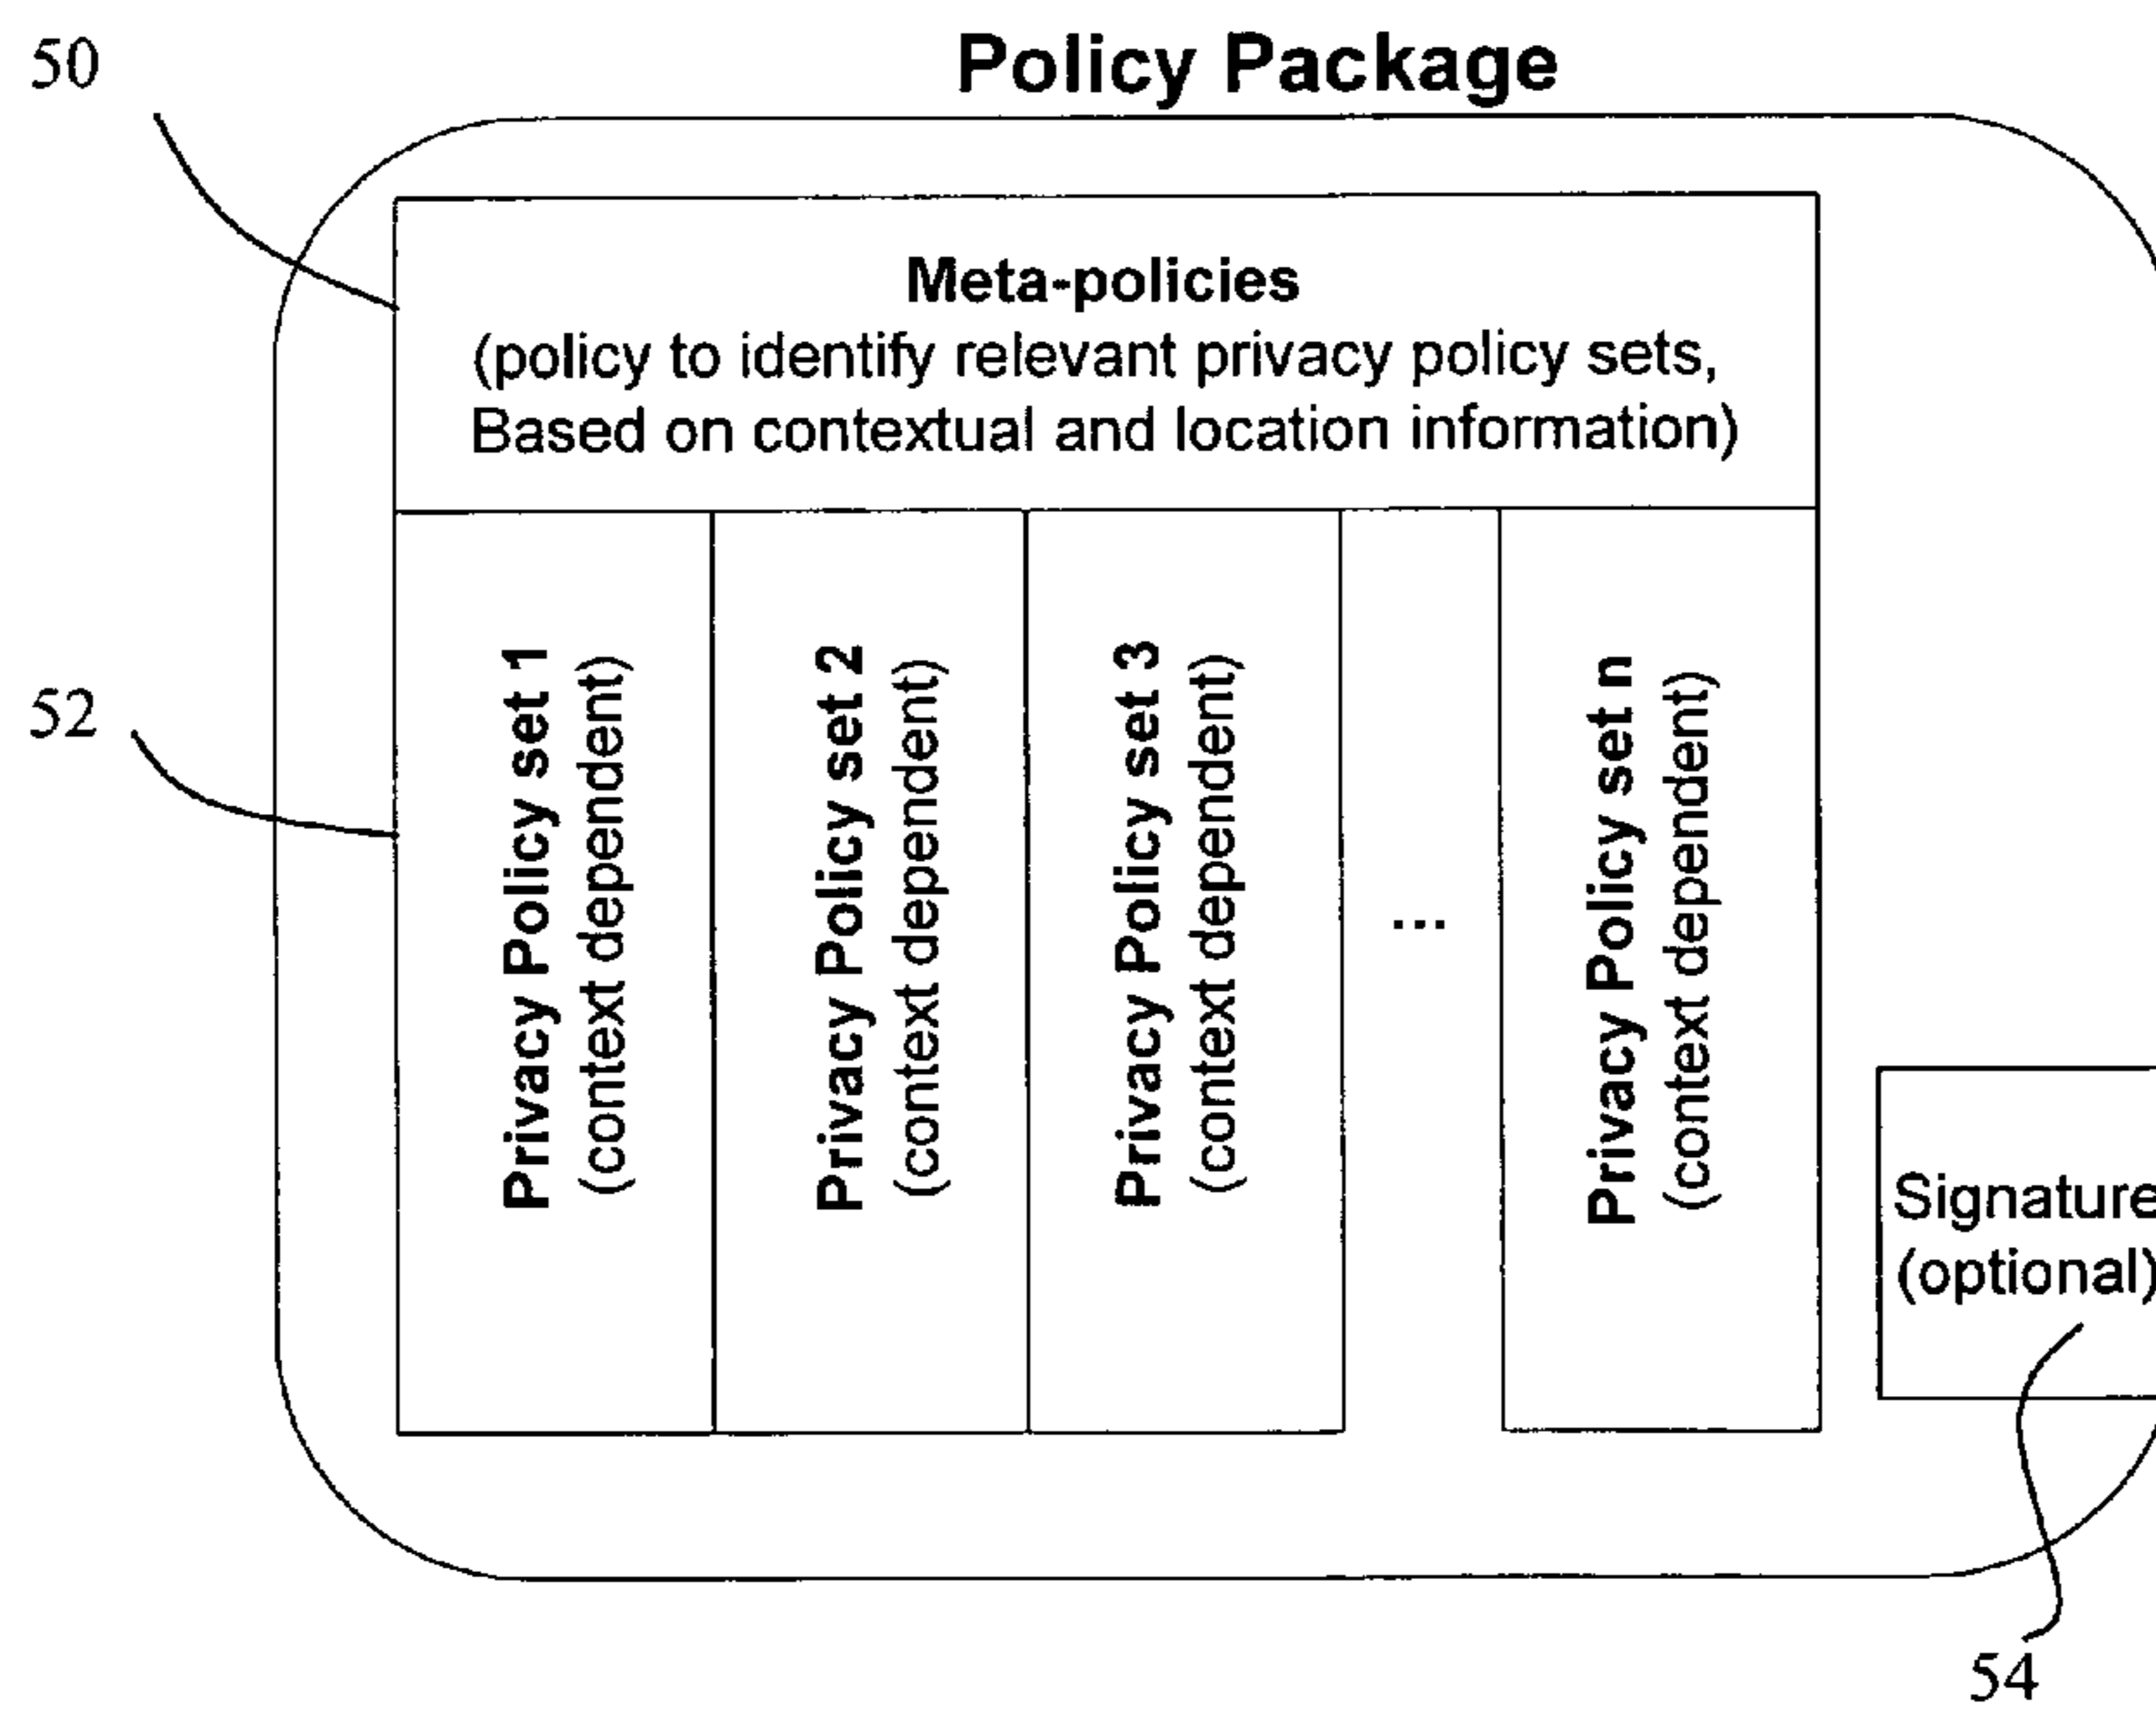 50
Policy Package
Meta-policies
(policy to identify relevant privacy policy sets,
Based on contextual and location information)
52
Privacy Policy set 1
(context dependent)
Privacy Policy set 2
(context dependent)
Privacy Policy set 3
(context dependent)
...
Privacy Policy set n
(context dependent)
Signature
(optional)
54